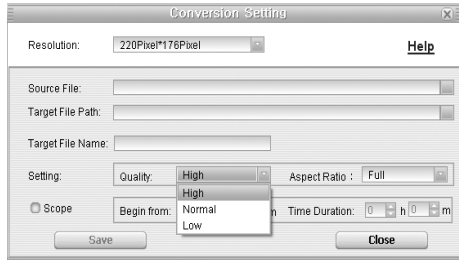 Conversion Setting
Resolution: 220Pixel*176Pixel Help
Source File:
Target File Path:
Target File Name:
Setting: Quality: High Aspect Ratio : Full
High
Normal
Low
Scope Begin from: m Time Duration: 0 h 0 m
Save Close